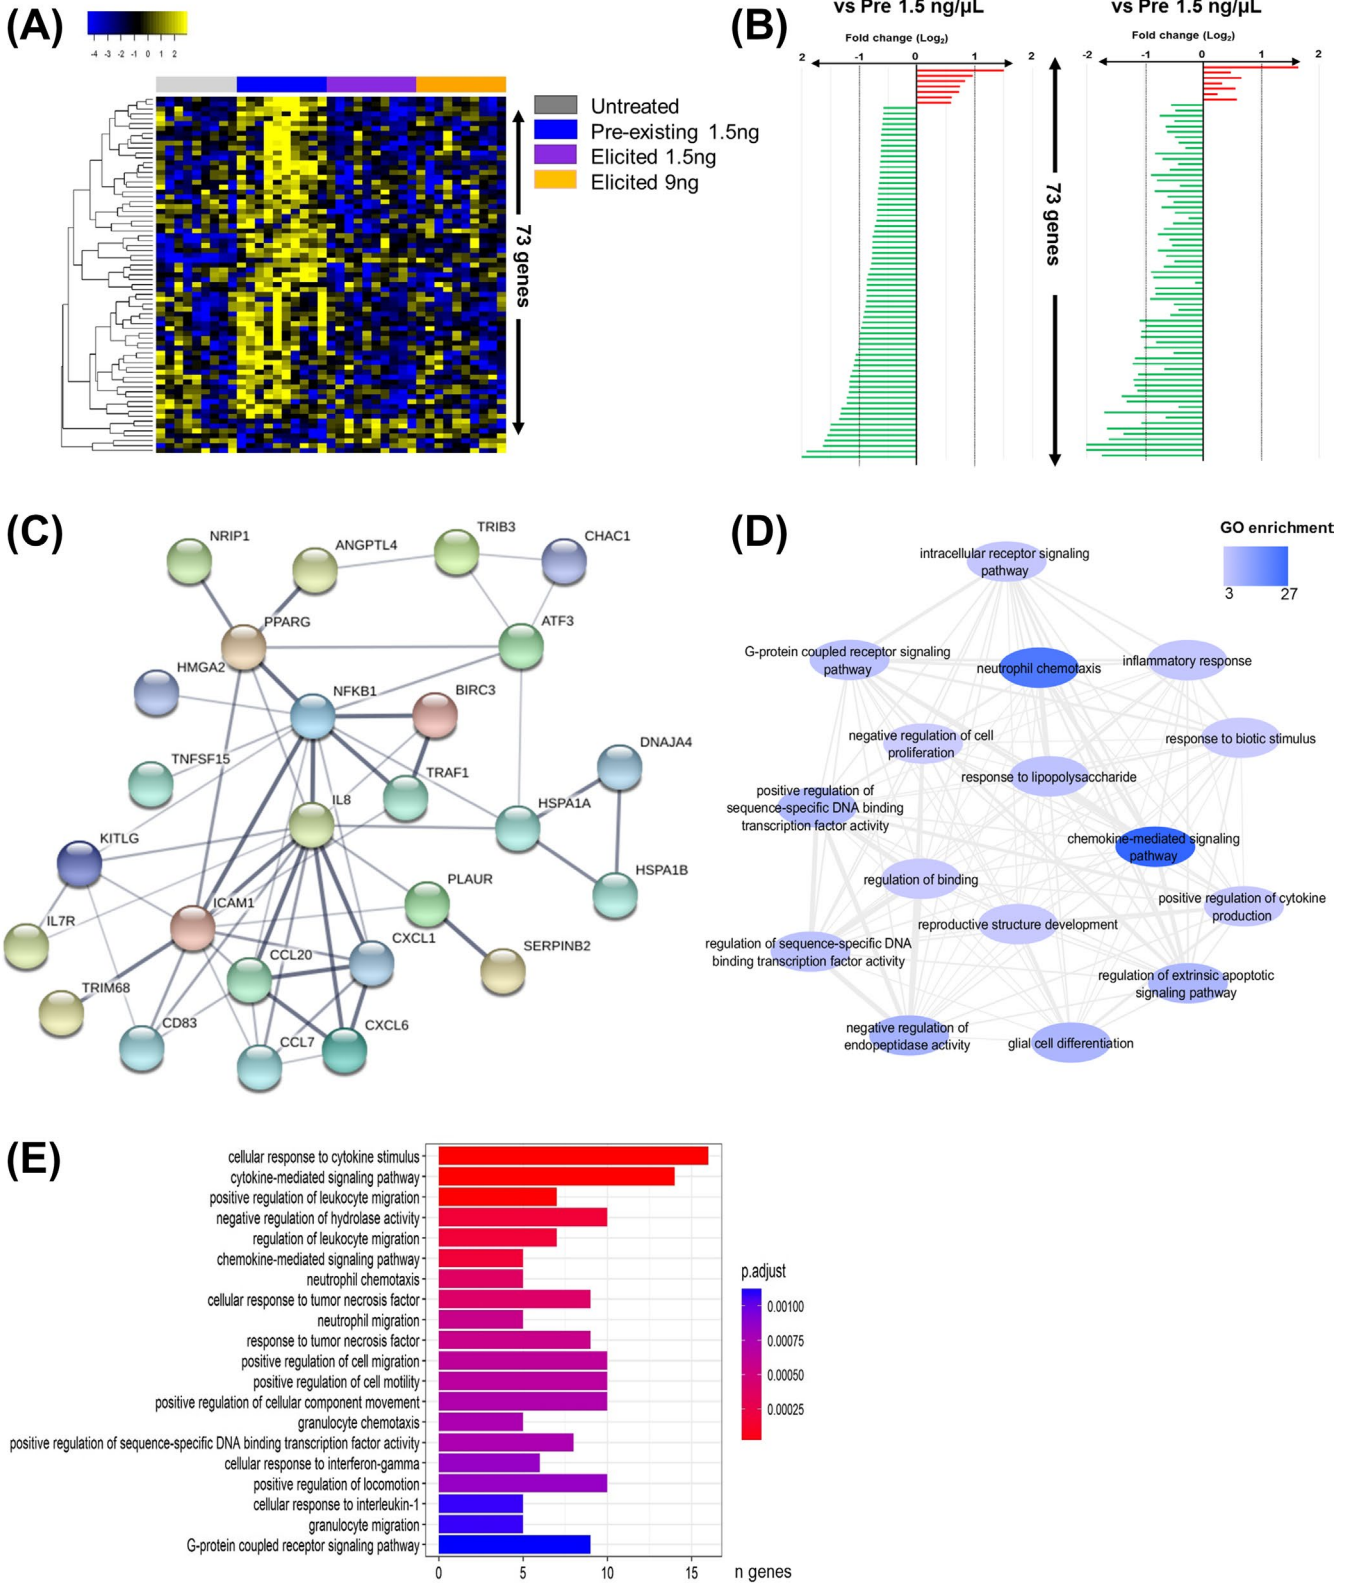 (A)
-4 -3 -2 -1 0 1 2
Untreated
Pre-existing 1.5ng
Elicited 1.5ng
Elicited 9ng
73 genes
(B)
vs Pre 1.5 ng/µL
Fold change (Log2)
2 -1 0 1 2
73 genes
vs Pre 1.5 ng/µL
Fold change (Log2)
-2 -1 0 1 2
(C)
NRIP1
ANGPTL4
TRIB3
CHAC1
PPARG
ATF3
HMGA2
NFKB1
BIRC3
DNAJA4
TNFSF15
TRAF1
IL8
HSPA1A
KITLG
PLAUR
HSPA1B
ICAM1
IL7R
CXCL1
SERPINB2
CCL20
TRIM68
CD83
CXCL6
CCL7
(D)
GO enrichment
3 27
intracellular receptor signaling
pathway
G-protein coupled receptor signaling
pathway
neutrophil chemotaxis
inflammatory response
negative regulation of cell
proliferation
response to biotic stimulus
response to lipopolysaccharide
positive regulation of
sequence-specific DNA binding
transcription factor activity
chemokine-mediated signaling
pathway
regulation of binding
positive regulation of cytokine
production
reproductive structure development
regulation of sequence-specific DNA
binding transcription factor activity
regulation of extrinsic apoptotic
signaling pathway
negative regulation of
endopeptidase activity
glial cell differentiation
(E)
cellular response to cytokine stimulus
cytokine-mediated signaling pathway
positive regulation of leukocyte migration
negative regulation of hydrolase activity
regulation of leukocyte migration
chemokine-mediated signaling pathway
neutrophil chemotaxis
cellular response to tumor necrosis factor
neutrophil migration
response to tumor necrosis factor
positive regulation of cell migration
positive regulation of cell motility
positive regulation of cellular component movement
granulocyte chemotaxis
positive regulation of sequence-specific DNA binding transcription factor activity
cellular response to interferon-gamma
positive regulation of locomotion
cellular response to interleukin-1
granulocyte migration
G-protein coupled receptor signaling pathway
0 5 10 15 n genes
p.adjust
0.00100
0.00075
0.00050
0.00025